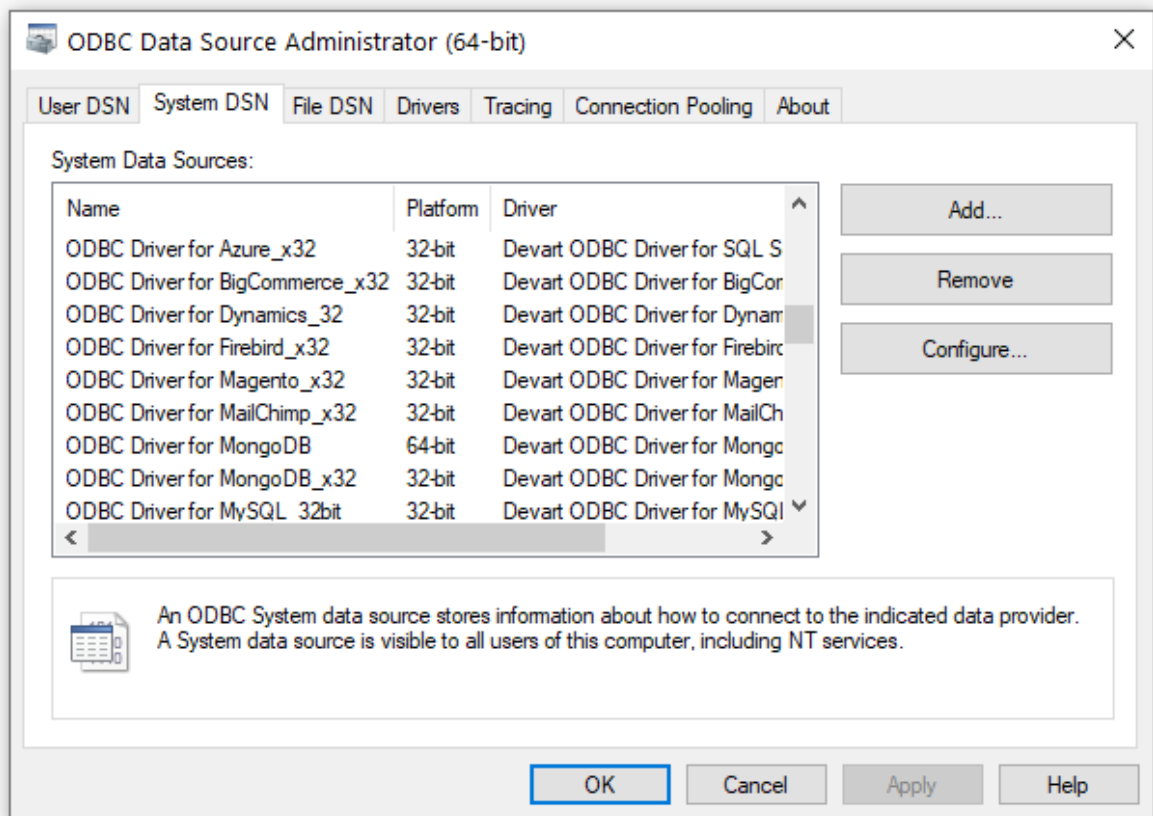 ODBC Data Source Administrator (64-bit)
User DSN System DSN File DSN Drivers Tracing Connection Pooling About
System Data Sources:
Name Platform Driver
ODBC Driver for Azure_x32 32-bit Devart ODBC Driver for SQL S
ODBC Driver for BigCommerce_x32 32-bit Devart ODBC Driver for BigCor
ODBC Driver for Dynamics_32 32-bit Devart ODBC Driver for Dynam
ODBC Driver for Firebird_x32 32-bit Devart ODBC Driver for Firebird
ODBC Driver for Magento_x32 32-bit Devart ODBC Driver for Magen
ODBC Driver for MailChimp_x32 32-bit Devart ODBC Driver for MailCh
ODBC Driver for MongoDB 64-bit Devart ODBC Driver for Mongo
ODBC Driver for MongoDB_x32 32-bit Devart ODBC Driver for Mongo
ODBC Driver for MySQL_32bit 32-bit Devart ODBC Driver for MySQL
Add...
Remove
Configure...
An ODBC System data source stores information about how to connect to the indicated data provider.
A System data source is visible to all users of this computer, including NT services.
OK Cancel Apply Help